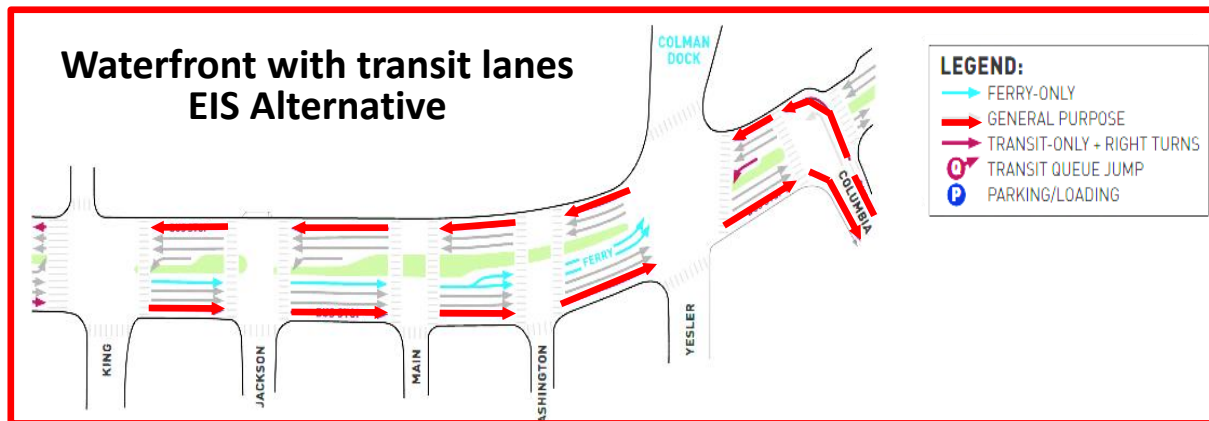 Waterfront with transit lanes
EIS Alternative
COLMAN
DOCK
LEGEND:
FERRY-ONLY
GENERAL PURPOSE
TRANSIT-ONLY + RIGHT TURNS
Q TRANSIT QUEUE JUMP
P PARKING/LOADING
FERRY
COLUMBIA
KING
JACKSON
MAIN
ASHINGTON
YESLER